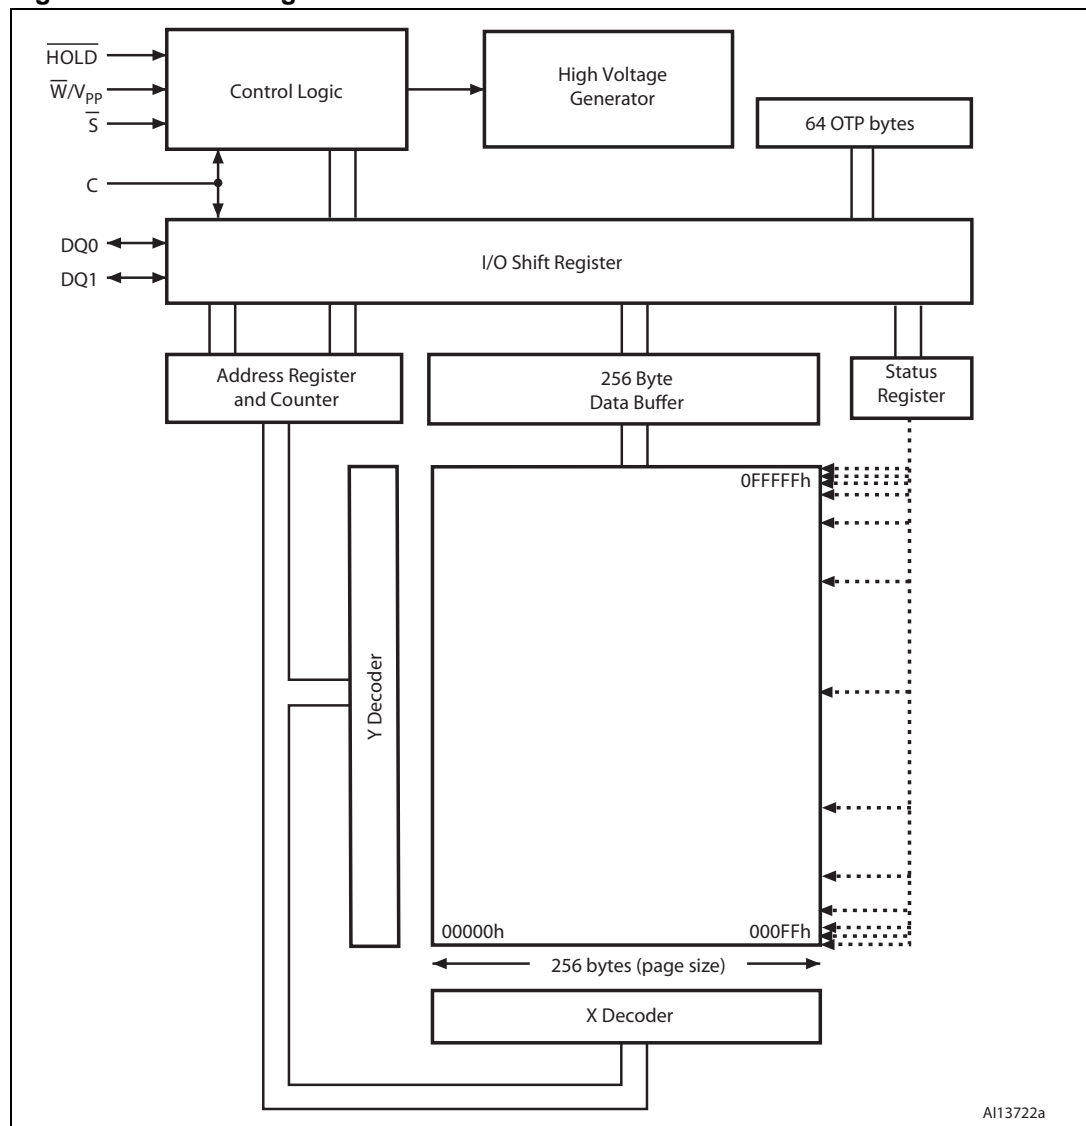 HOLD
W/VPP
S
C
DQ0
DQ1
Control Logic
High Voltage
Generator
64 OTP bytes
I/O Shift Register
Address Register
and Counter
256 Byte
Data Buffer
Status
Register
0FFFFFh
Y Decoder
00000h
000FFh
256 bytes (page size)
X Decoder
AI13722a